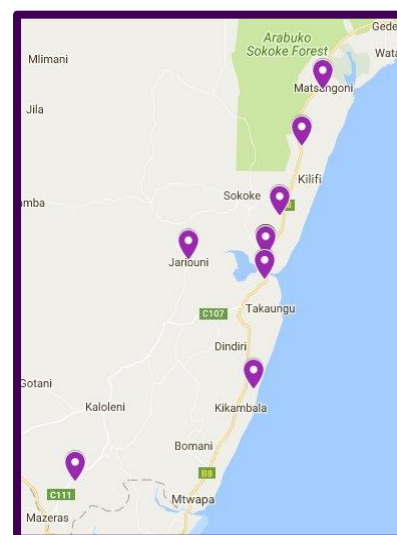 Gede
Arabuko
Sokoke Forest
Wata
Mlimani
Matsangoni
Jila
Kilifi
Sokoke
amba
Jariouni
C107
Takaungu
Dindiri
Gotani
Kaloleni
Kikambala
Bomani
B8
C111
Mtwapa
Mazeras